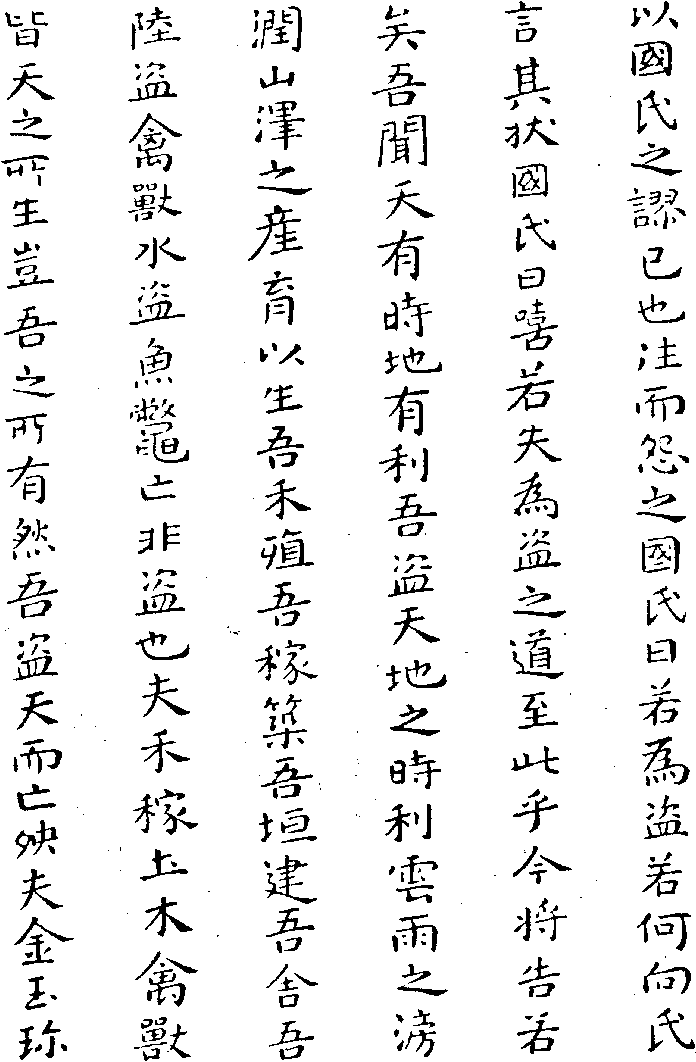 以國氏之謬已也往而怨之國氏曰若為盜若何向氏
言其狀國氏曰嘻若失為盜之道至此乎今將告若
矣吾聞天有時地有利吾盜天地之時利雲雨之滂
潤山澤之產育以生吾禾殖吾稼築吾垣建吾舍吾
陸盜禽獸水盜魚鼈亡非盜也夫禾稼土木禽獸
皆天之所生豈吾之所有然吾盜天而亡殃夫金玉珎